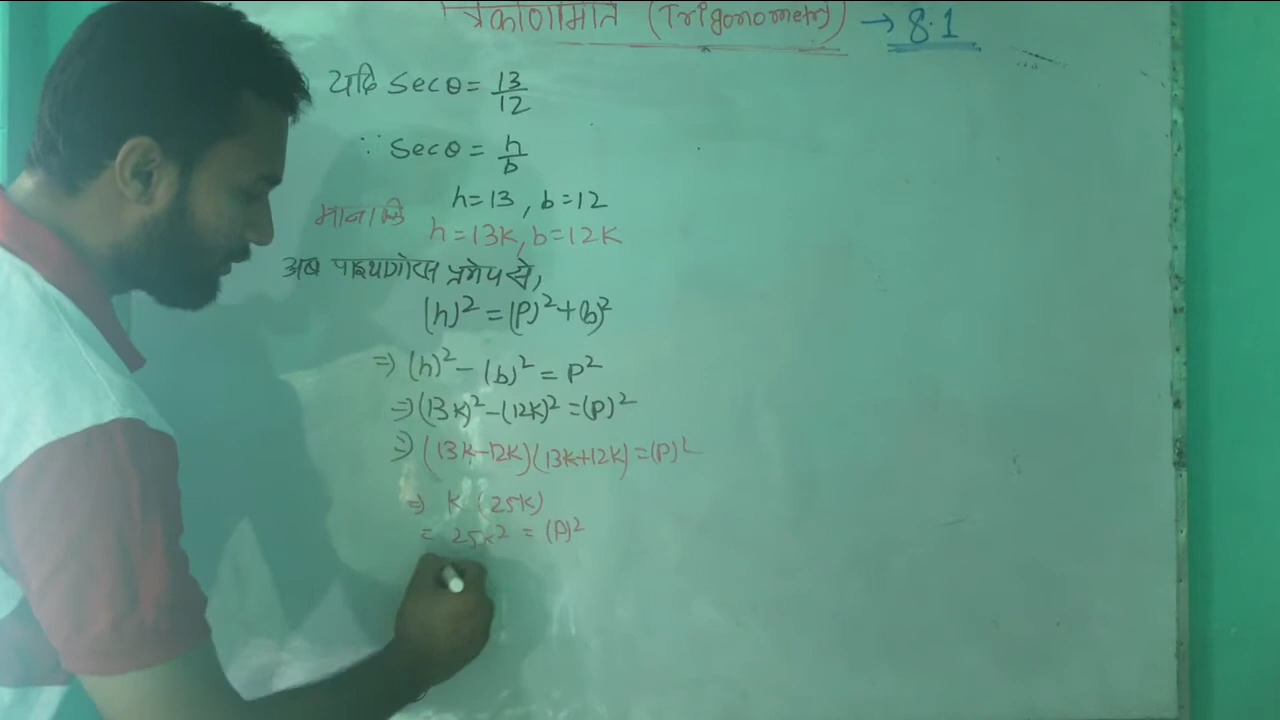 त्रिकोणमिति (Trigonometry) → 8.1
यदि secθ = 13/12
∵ secθ = h/b
h=13, b=12
माना कि h=13K, b=12K
अब पाइथागोरस प्रमेय से,
(h)² = (P)² + (b)²
⇒ (h)² - (b)² = P²
⇒ (13K)² - (12K)² = (P)²
⇒ (13K-12K)(13K+12K) = (P)²
⇒ K (25K)
= 25K² = (P)²